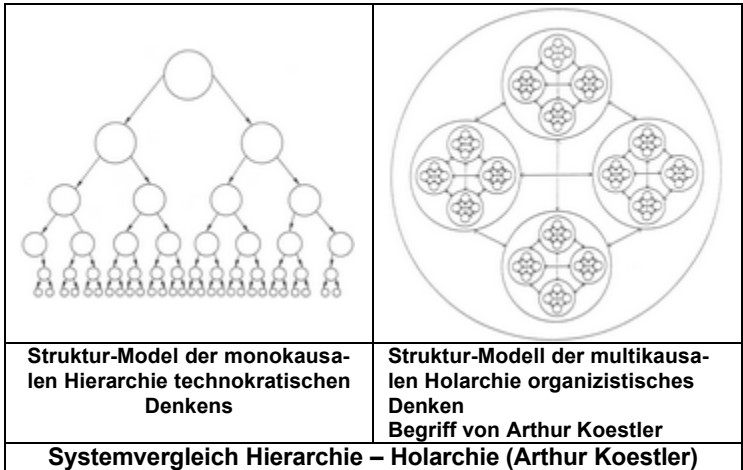 Struktur-Model der monokausa-
len Hierarchie technokratischen
Denkens
Struktur-Modell der multikausa-
len Holarchie organizistisches
Denken
Begriff von Arthur Koestler
Systemvergleich Hierarchie – Holarchie (Arthur Koestler)